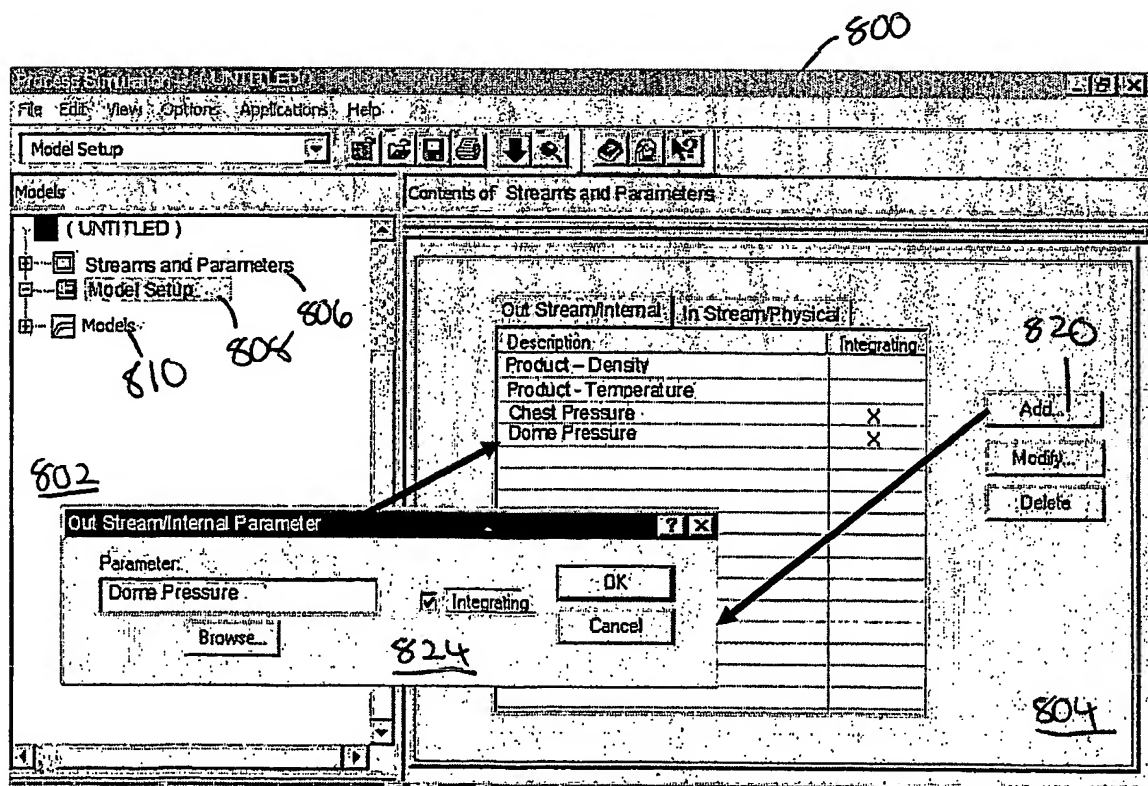 800
Process Simulation - (UNTITLED)
File Edit View Options Applications Help
Model Setup
Models
Contents of Streams and Parameters
(UNTITLED)
Streams and Parameters
Model Setup
Models
806
808
810
Out Stream/Internal In Stream/Physical
Description Integrating
Product - Density
Product - Temperature
Chest Pressure X
Dome Pressure X
820
Add...
Modify...
Delete
802
Out Stream/Internal Parameter
Parameter:
Dome Pressure
Integrating
OK
Browse...
Cancel
824
804